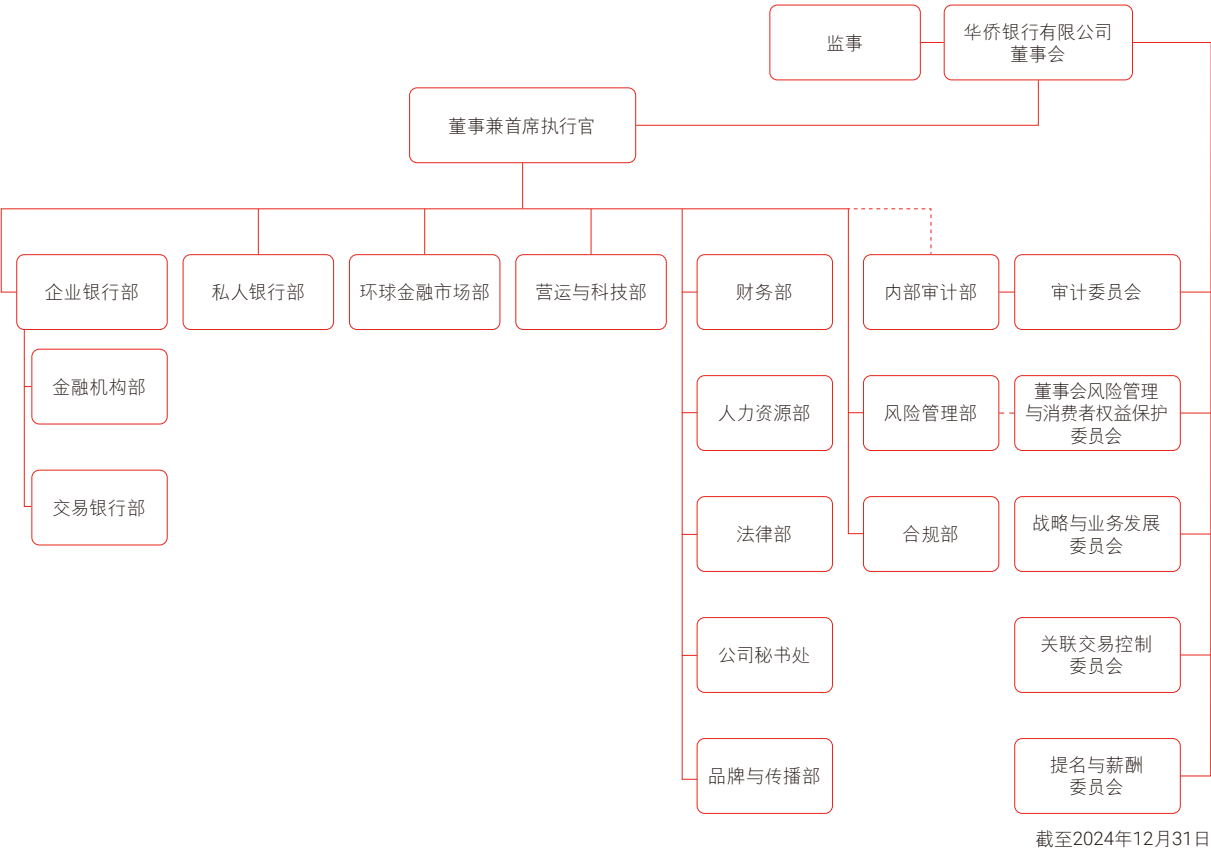 监事
华侨银行有限公司
董事会
董事兼首席执行官
企业银行部
私人银行部
环球金融市场部
营运与科技部
财务部
内部审计部
审计委员会
金融机构部
人力资源部
风险管理部
董事会风险管理
与消费者权益保护
委员会
交易银行部
法律部
合规部
战略与业务发展
委员会
公司秘书处
关联交易控制
委员会
品牌与传播部
提名与薪酬
委员会
截至2024年12月31日